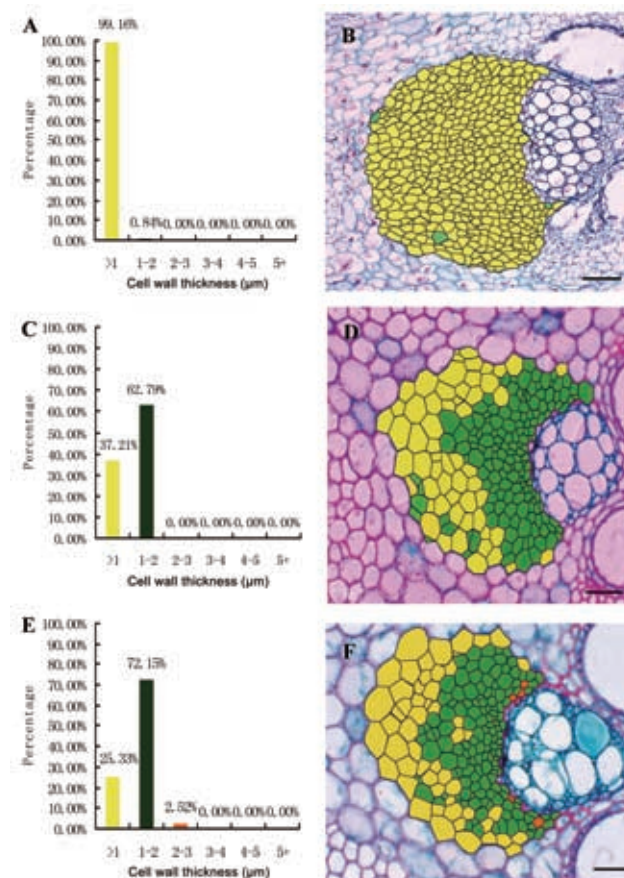 A
99.16%
100.00%
90.00%
80.00%
70.00%
60.00%
50.00%
40.00%
30.00%
20.00%
10.00%
0.00%
Percentage
0.84% 0.00% 0.00% 0.00% 0.00%
>1 1-2 2-3 3-4 4-5 5+
Cell wall thickness (μm)
B
C
100.00%
90.00%
80.00%
70.00%
60.00%
50.00%
40.00%
30.00%
20.00%
10.00%
0.00%
Percentage
62.79%
37.21%
0.00% 0.00% 0.00% 0.00%
>1 1-2 2-3 3-4 4-5 5+
Cell wall thickness (μm)
D
E
100.00%
90.00%
80.00%
70.00%
60.00%
50.00%
40.00%
30.00%
20.00%
10.00%
0.00%
Percentage
72.15%
25.33%
2.52% 0.00% 0.00% 0.00%
>1 1-2 2-3 3-4 4-5 5+
Cell wall thickness (μm)
F